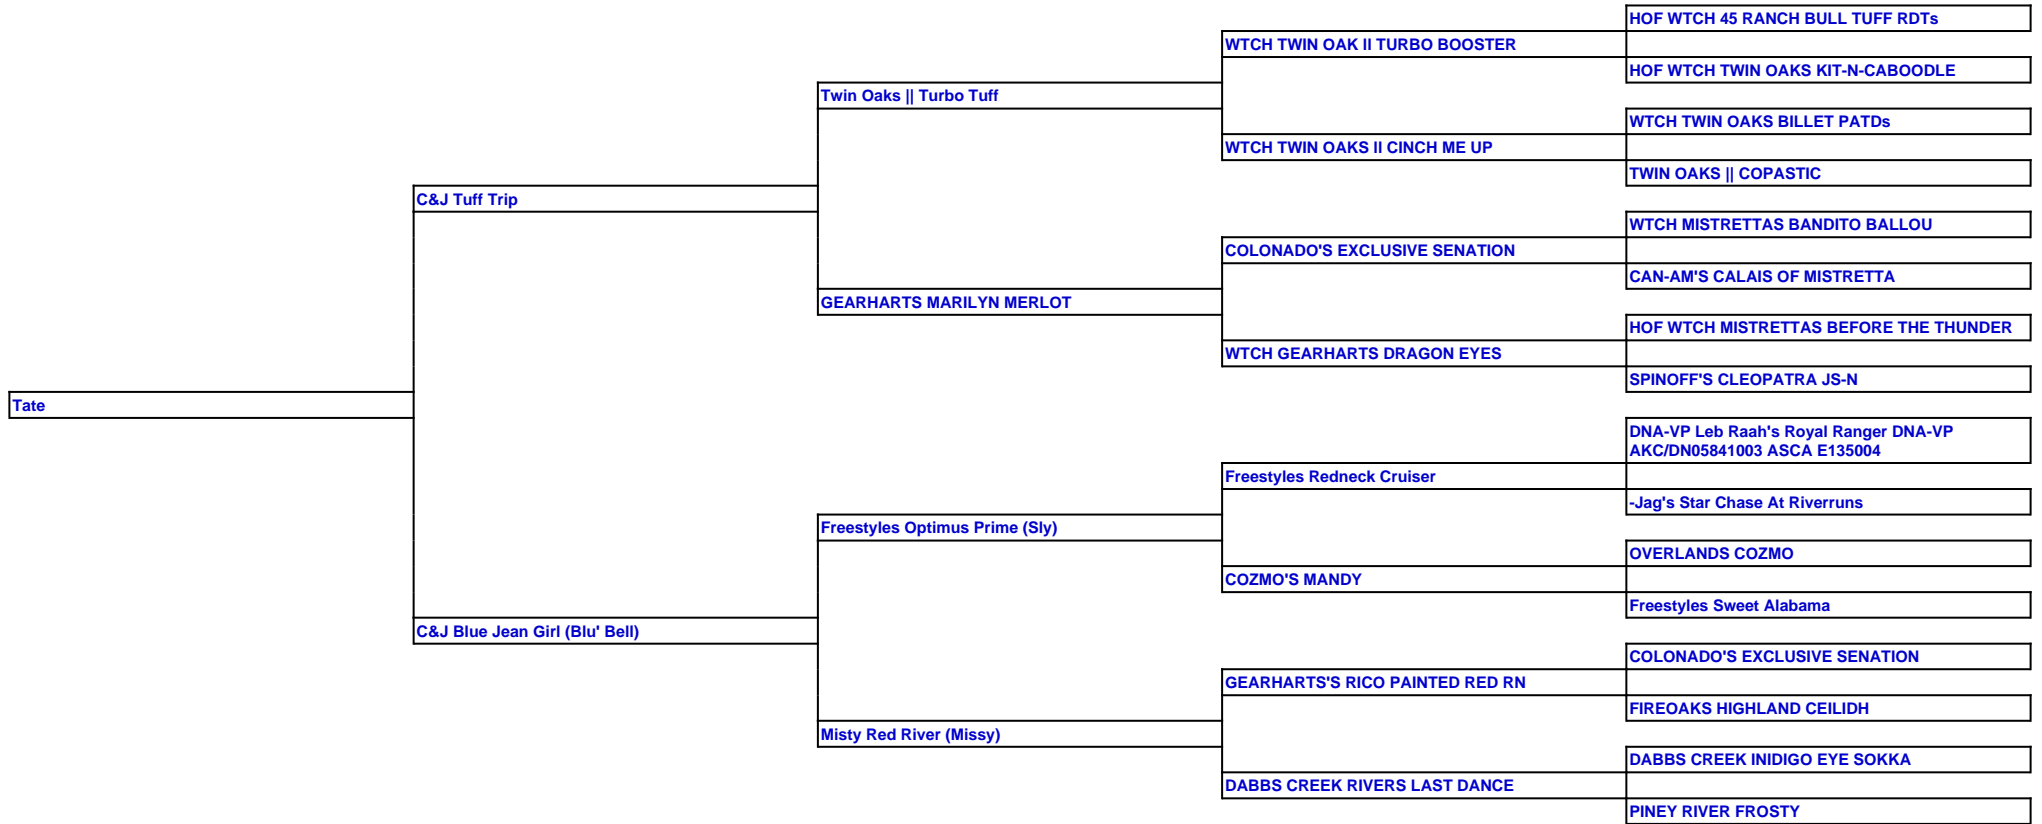 HOF WTCH 45 RANCH BULL TUFF RDTs
WTCH TWIN OAK II TURBO BOOSTER
HOF WTCH TWIN OAKS KIT-N-CABOODLE
Twin Oaks || Turbo Tuff
WTCH TWIN OAKS BILLET PATDs
WTCH TWIN OAKS II CINCH ME UP
TWIN OAKS || COPASTIC
C&J Tuff Trip
WTCH MISTRETTAS BANDITO BALLOU
COLONADO'S EXCLUSIVE SENATION
CAN-AM'S CALAIS OF MISTRETTA
GEARHARTS MARILYN MERLOT
HOF WTCH MISTRETTAS BEFORE THE THUNDER
WTCH GEARHARTS DRAGON EYES
SPINOFF'S CLEOPATRA JS-N
Tate
DNA-VP Leb Raah's Royal Ranger DNA-VP
AKC/DN05841003 ASCA E135004
Freestyles Redneck Cruiser
-Jag's Star Chase At Riverruns
Freestyles Optimus Prime (Sly)
OVERLANDS COZMO
COZMO'S MANDY
Freestyles Sweet Alabama
C&J Blue Jean Girl (Blu' Bell)
COLONADO'S EXCLUSIVE SENATION
GEARHARTS'S RICO PAINTED RED RN
FIREOAKS HIGHLAND CEILIDH
Misty Red River (Missy)
DABBS CREEK INIDIGO EYE SOKKA
DABBS CREEK RIVERS LAST DANCE
PINEY RIVER FROSTY